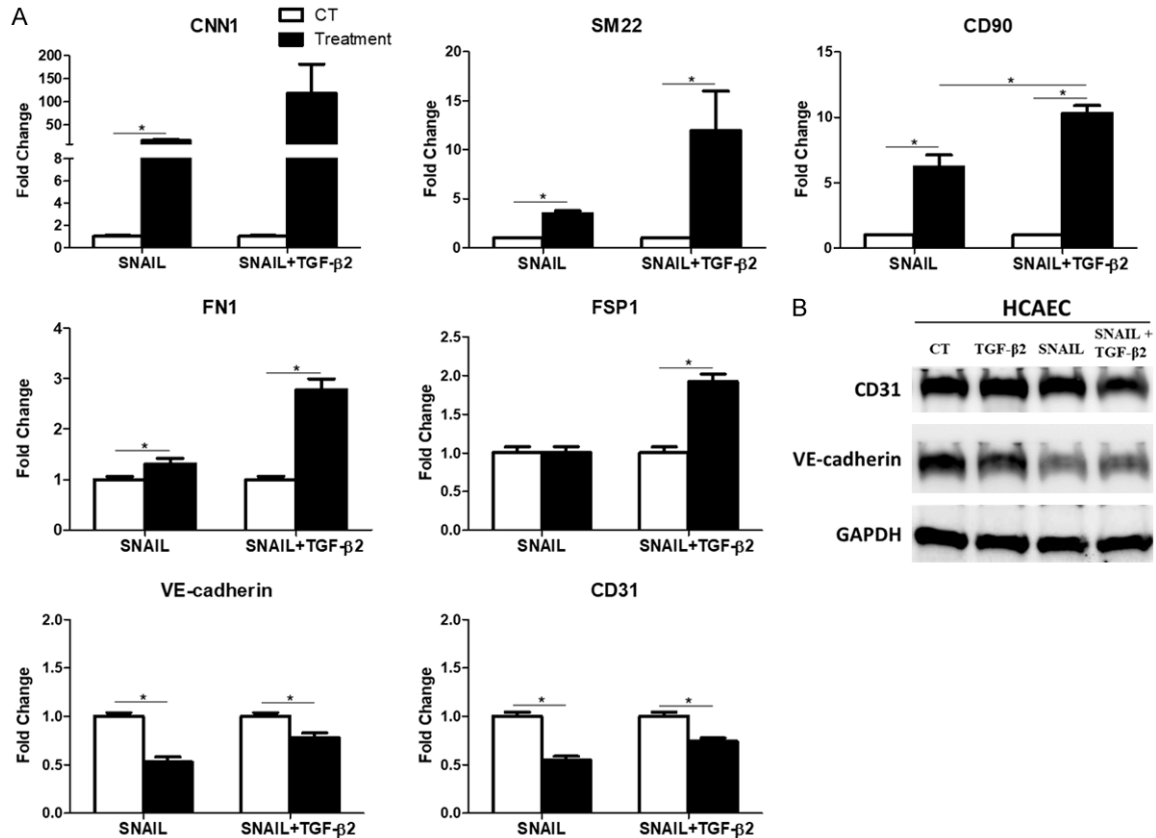 A
CT
Treatment
CNN1
Fold Change
200
150
100
50
8
6
4
2
0
*
SNAIL
SNAIL+TGF-β2
SM22
Fold Change
20
15
10
5
0
*
*
SNAIL
SNAIL+TGF-β2
CD90
Fold Change
15
10
5
0
*
*
*
SNAIL
SNAIL+TGF-β2
FN1
Fold Change
4
3
2
1
0
*
*
SNAIL
SNAIL+TGF-β2
FSP1
Fold Change
2.5
2.0
1.5
1.0
0.5
0.0
*
SNAIL
SNAIL+TGF-β2
B
HCAEC
CT TGF-β2 SNAIL SNAIL +
TGF-β2
CD31
VE-cadherin
GAPDH
VE-cadherin
Fold Change
2.0
1.5
1.0
0.5
0.0
*
*
SNAIL
SNAIL+TGF-β2
CD31
Fold Change
2.0
1.5
1.0
0.5
0.0
*
*
SNAIL
SNAIL+TGF-β2